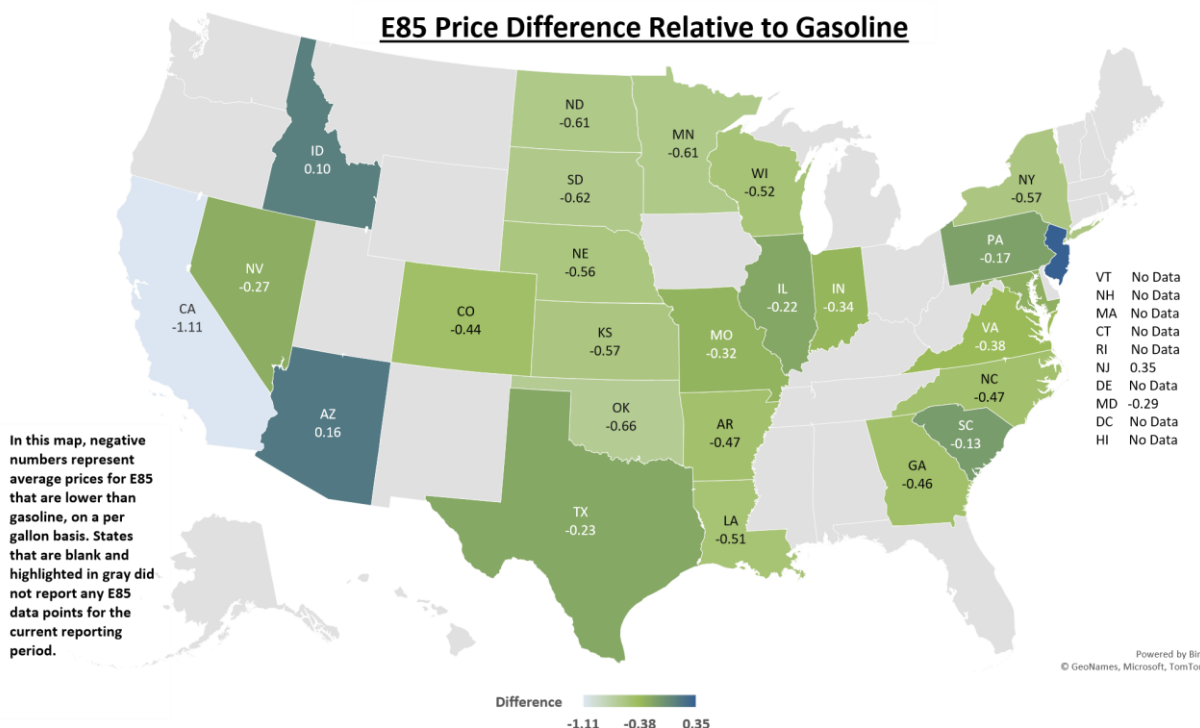 E85 Price Difference Relative to Gasoline
ND
-0.61
MN
-0.61
ID
0.10
WI
-0.52
SD
-0.62
NY
-0.57
PA
-0.17
NE
-0.56
NV
-0.27
IL
-0.22
IN
-0.34
CA
-1.11
CO
-0.44
KS
-0.57
MO
-0.32
VA
-0.38
NC
-0.47
AZ
0.16
OK
-0.66
AR
-0.47
SC
-0.13
GA
-0.46
TX
-0.23
LA
-0.51
VT No Data
NH No Data
MA No Data
CT No Data
RI No Data
NJ 0.35
DE No Data
MD -0.29
DC No Data
HI No Data
In this map, negative
numbers represent
average prices for E85
that are lower than
gasoline, on a per
gallon basis. States
that are blank and
highlighted in gray did
not report any E85
data points for the
current reporting
period.
Powered by Bin
© GeoNames, Microsoft, TomTom
Difference
-1.11 -0.38 0.35